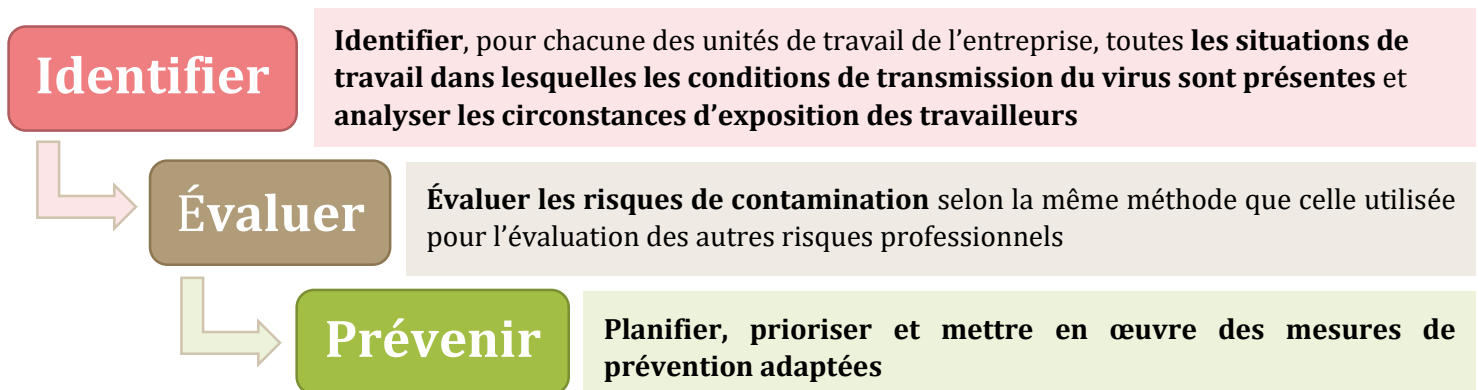 Identifier
Identifier, pour chacune des unités de travail de l’entreprise, toutes les situations de
travail dans lesquelles les conditions de transmission du virus sont présentes et
analyser les circonstances d’exposition des travailleurs
Évaluer
Évaluer les risques de contamination selon la même méthode que celle utilisée
pour l’évaluation des autres risques professionnels
Prévenir
Planifier, prioriser et mettre en œuvre des mesures de
prévention adaptées